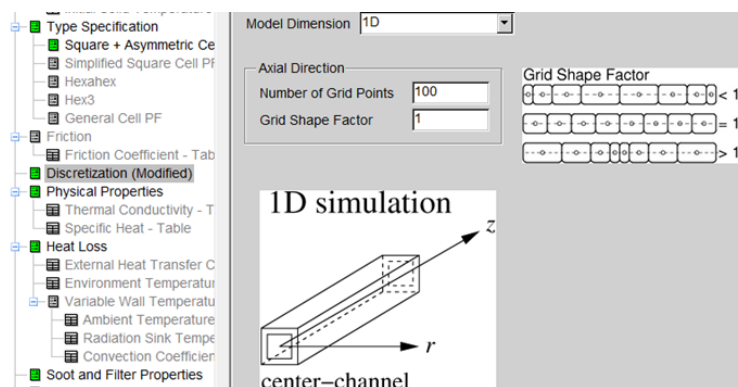 Type Specification
Square + Asymmetric Ce
Simplified Square Cell PF
Hexahex
Hex3
General Cell PF
Friction
Friction Coefficient - Tab
Discretization (Modified)
Physical Properties
Thermal Conductivity - T
Specific Heat - Table
Heat Loss
External Heat Transfer C
Environment Temperatur
Variable Wall Temperatu
Ambient Temperature
Radiation Sink Tempe
Convection Coefficien
Soot and Filter Properties
Model Dimension 1D
Axial Direction
Number of Grid Points 100
Grid Shape Factor 1
Grid Shape Factor
< 1
= 1
> 1
1D simulation
z
r
center-channel